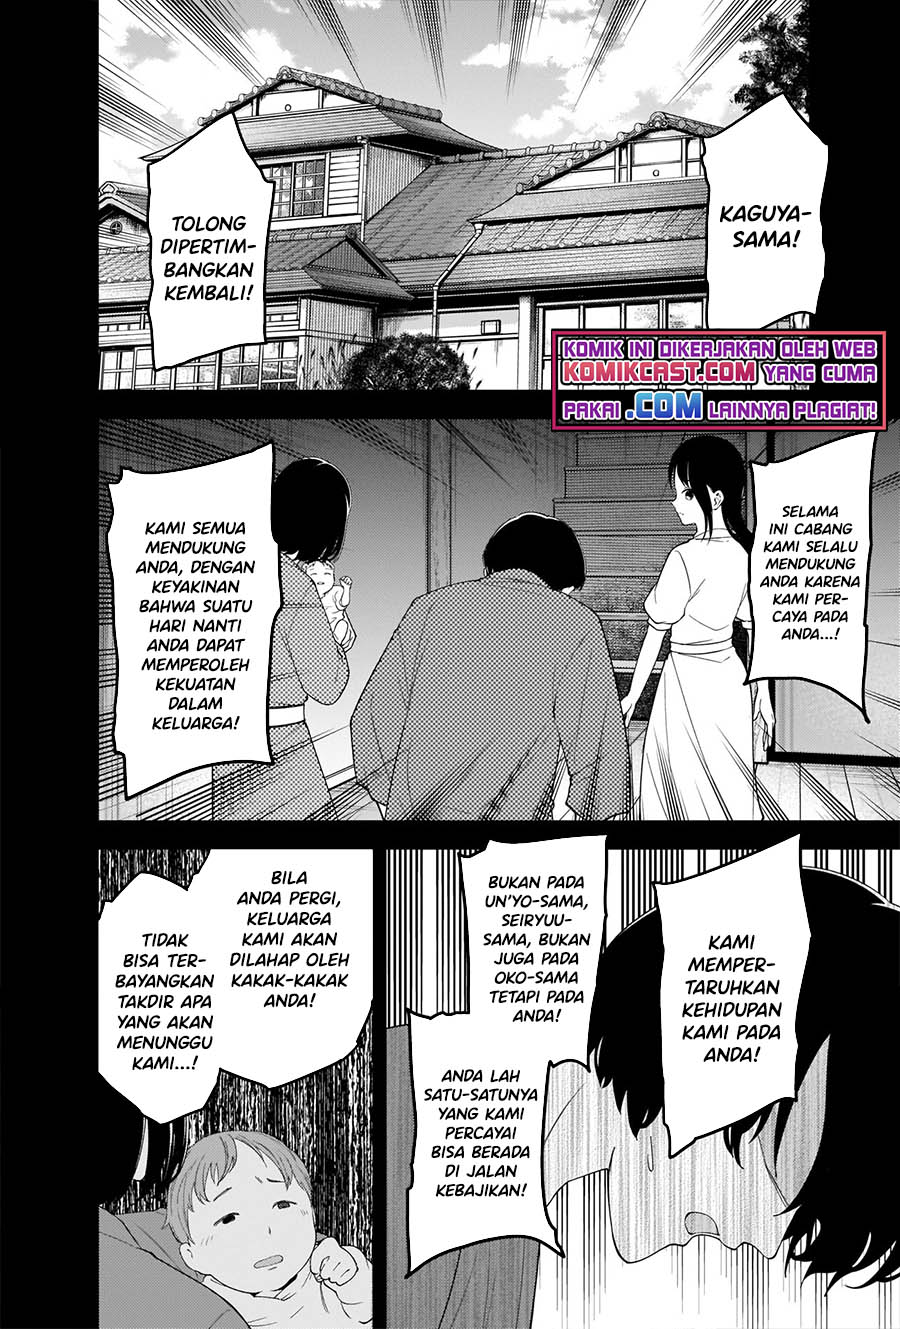 KAGUYA-
SAMA!
TOLONG
DIPERTIM-
BANGKAN
KEMBALI!
KOMIK INI DIKERJAKAN OLEH WEB
KOMIKCAST.COM YANG CUMA
PAKAI .COM LAINNYA PLAGIAT!
SELAMA
INI CABANG
KAMI SELALU
MENDUKUNG
ANDA KARENA
KAMI PER-
CAYA PADA
ANDA...!
KAMI SEMUA
MENDUKUNG
ANDA, DENGAN
KEYAKINAN
BAHWA SUATU
HARI NANTI
ANDA DAPAT
MEMPEROLEH
KEKUATAN
DALAM
KELUARGA!
KAMI
MEMPER-
TARUHKAN
KEHIDUPAN
KAMI PADA
ANDA!
BUKAN PADA
UN'YO-SAMA,
SEIRYUU-
SAMA, BUKAN
JUGA PADA
OKO-SAMA
TETAPI PADA
ANDA!
ANDA LAH
SATU-SATUNYA
YANG KAMI
PERCAYAI
BISA BERADA
DI JALAN
KEBAJIKAN!
BILA
ANDA PERGI,
KELUARGA
KAMI AKAN
DILAHAP OLEH
KAKAK-KAKAK
ANDA!
TIDAK
BISA TER-
BAYANGKAN
TAKDIR APA
YANG AKAN
MENUNGGU
KAMI...!